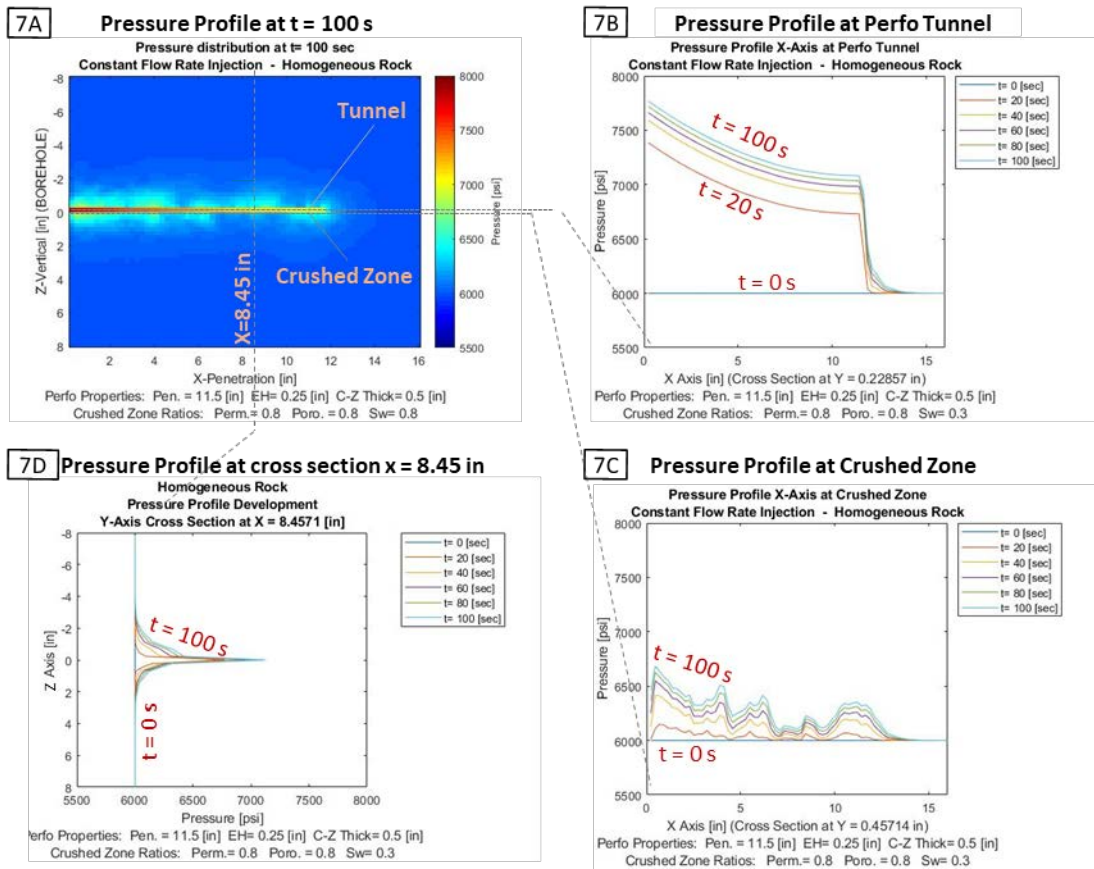 7A
Pressure Profile at t = 100 s
Pressure distribution at t= 100 sec
Constant Flow Rate Injection - Homogeneous Rock
-8
-6
-4
-2
0
2
4
6
8
Z-Vertical [in] (BOREHOLE)
Tunnel
Crushed Zone
X=8.45 in
8000
7500
7000
6500
6000
5500
Pressure [psi]
2 4 6 8 10 12 14 16
X-Penetration [in]
Perfo Properties: Pen. = 11.5 [in] EH= 0.25 [in] C-Z Thick= 0.5 [in]
Crushed Zone Ratios: Perm.= 0.8 Poro. = 0.8 Sw= 0.8
7B
Pressure Profile at Perfo Tunnel
Pressure Profile X-Axis at Perfo Tunnel
Constant Flow Rate Injection - Homogeneous Rock
8000
7500
7000
6500
6000
5500
Pressure [psi]
t = 100 s
t = 20 s
t = 0 s
t= 0 [sec]
t= 20 [sec]
t= 40 [sec]
t= 60 [sec]
t= 80 [sec]
t= 100 [sec]
0 5 10 15
X Axis [in] (Cross Section at Y = 0.22857 in)
Perfo Properties: Pen. = 11.5 [in] EH= 0.25 [in] C-Z Thick= 0.5 [in]
Crushed Zone Ratios: Perm.= 0.8 Poro. = 0.8 Sw= 0.3
7D
Pressure Profile at cross section x = 8.45 in
Homogeneous Rock
Pressure Profile Development
Y-Axis Cross Section at X = 8.4571 [in]
-8
-6
-4
-2
0
2
4
6
8
Z Axis [in]
t = 100 s
t = 0 s
t= 0 [sec]
t= 20 [sec]
t= 40 [sec]
t= 60 [sec]
t= 80 [sec]
t= 100 [sec]
5500 6000 6500 7000 7500 8000
Pressure [psi]
Perfo Properties: Pen. = 11.5 [in] EH= 0.25 [in] C-Z Thick= 0.5 [in]
Crushed Zone Ratios: Perm.= 0.8 Poro. = 0.8 Sw= 0.3
7C
Pressure Profile at Crushed Zone
Pressure Profile X-Axis at Crushed Zone
Constant Flow Rate Injection - Homogeneous Rock
8000
7500
7000
6500
6000
5500
Pressure [psi]
t = 100 s
t = 0 s
t= 0 [sec]
t= 20 [sec]
t= 40 [sec]
t= 60 [sec]
t= 80 [sec]
t= 100 [sec]
0 5 10 15
X Axis [in] (Cross Section at Y = 0.45714 in)
Perfo Properties: Pen. = 11.5 [in] EH= 0.25 [in] C-Z Thick= 0.5 [in]
Crushed Zone Ratios: Perm.= 0.8 Poro. = 0.8 Sw= 0.3